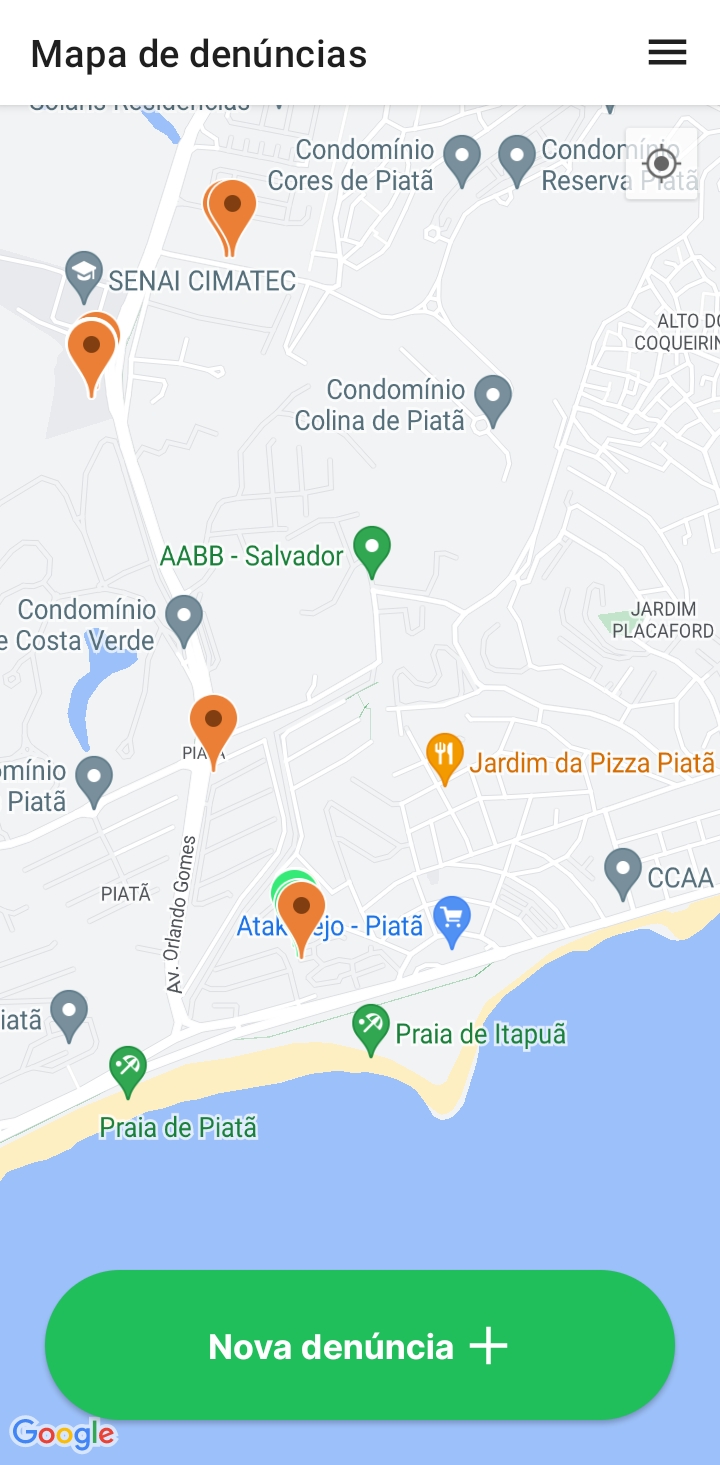 Mapa de denúncias
Solaris Residencias
Condomínio
Cores de Piatã
Condomínio
Reserva Piatã
SENAI CIMATEC
ALTO DO
COQUEIRIN
Condomínio
Colina de Piatã
AABB - Salvador
Condomínio
e Costa Verde
JARDIM
PLACAFORD
PIATÃ
Jardim da Pizza Piatã
omínio
Piatã
Av. Orlando Gomes
PIATÃ
CCAA
Atak ejo - Piatã
iatã
Praia de Itapuã
Praia de Piatã
Nova denúncia +
Google